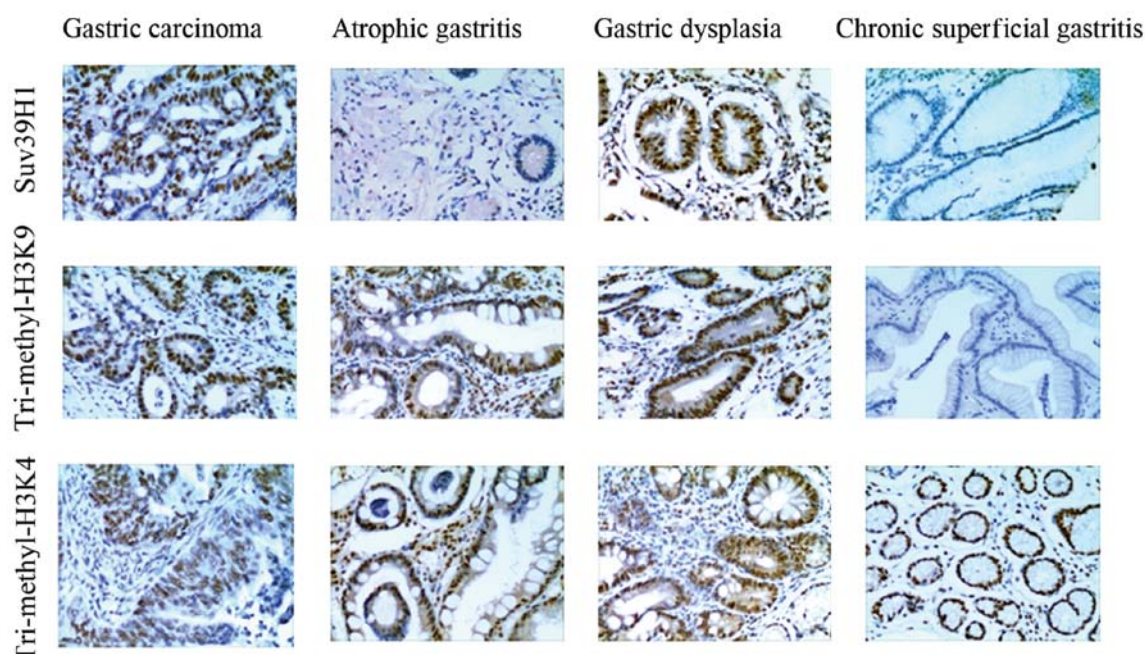 Gastric carcinoma
Atrophic gastritis
Gastric dysplasia
Chronic superficial gastritis
Suv39H1
Tri-methyl-H3K9
Tri-methyl-H3K4